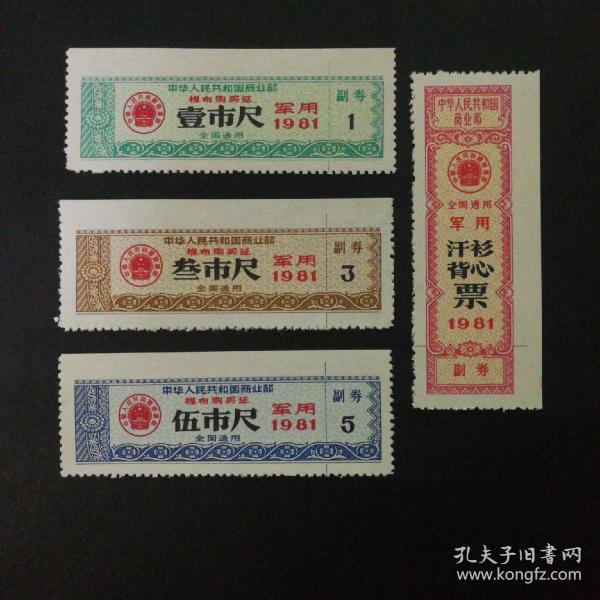 中华人民共和国商业部
棉布购买证
壹市尺
军用
1981
全国通用
副券
1
中华人民共和国商业部
棉布购买证
叁市尺
军用
1981
全国通用
副券
3
中华人民共和国商业部
棉布购买证
伍市尺
军用
1981
全国通用
副券
5
中华人民共和国
商业部
全国通用
军用
汗衫
背心
票
1981
副券
孔夫子旧书网
www.kongfz.com